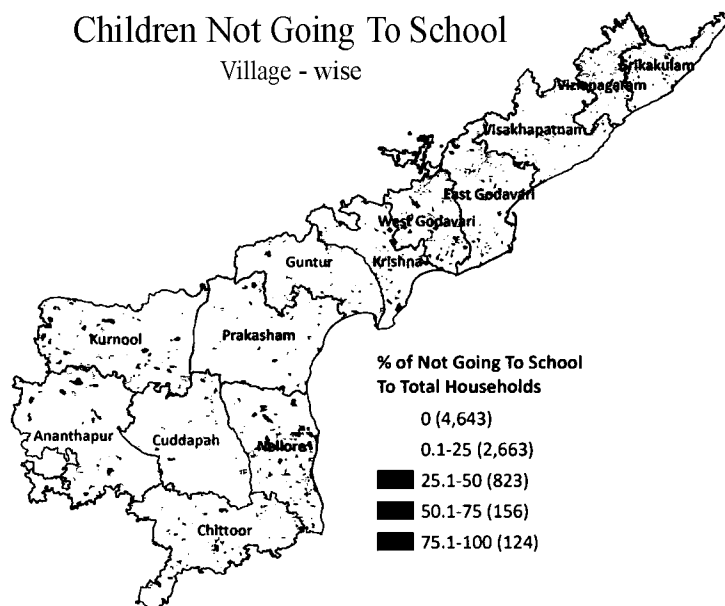 Children Not Going To School
Village - wise
Srikakulam
Vizianagaram
Visakhapatnam
East Godavari
West Godavari
Krishna
Guntur
Prakasham
Kurnool
Ananthapur
Cuddapah
Nellore
Chittoor
% of Not Going To School
To Total Households
0 (4,643)
0.1-25 (2,663)
25.1-50 (823)
50.1-75 (156)
75.1-100 (124)